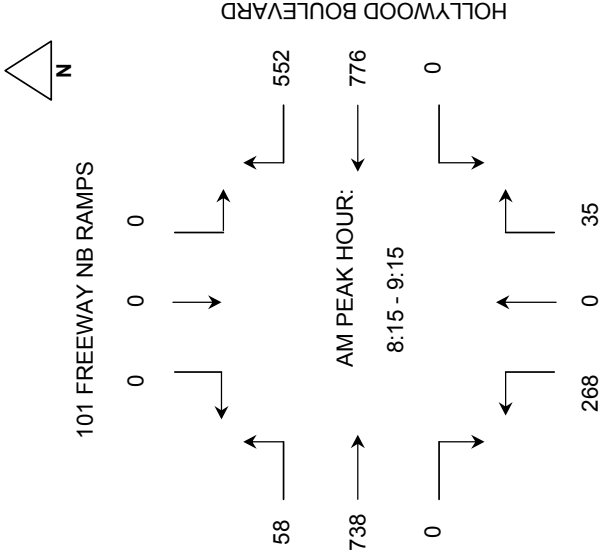 HOLLYWOOD BOULEVARD
N
101 FREEWAY NB RAMPS
0 0 0
552
776
0
AM PEAK HOUR:
8:15 - 9:15
58
738
0
268 0 35